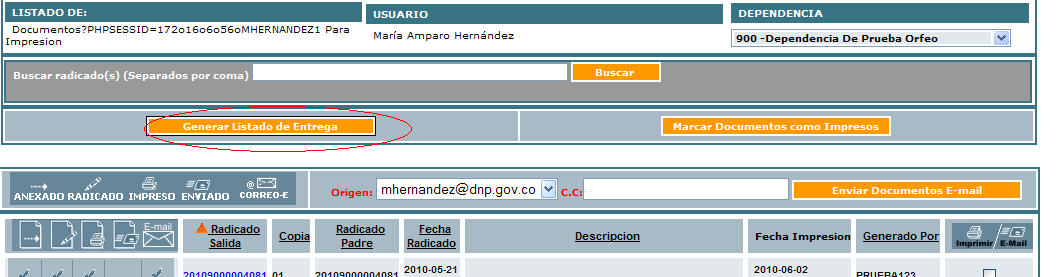 LISTADO DE:
USUARIO
DEPENDENCIA
Documentos?PHPSESSID=172o16o6o56oMHERNANDEZ1 Para
Impresion
María Amparo Hernández
900 -Dependencia De Prueba Orfeo
Buscar radicado(s) (Separados por coma)
Buscar
Generar Listado de Entrega
Marcar Documentos como Impresos
ANEXADO RADICADO IMPRESO ENVIADO CORREO-E
Origen: mhernandez@dnp.gov.co C.C:
Enviar Documentos E-mail
E-mail
Radicado
Salida
Copia
Radicado
Padre
Fecha
Radicado
Descripcion
Fecha Impresion
Generado Por
Imprimir E-Mail
20109000004081 01 20109000004081 2010-05-21 2010-06-02 PRUEBA123